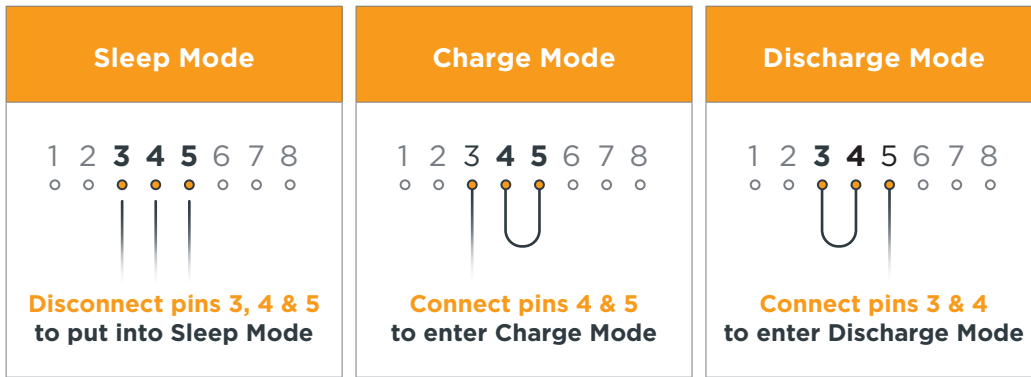 Sleep Mode
1 2 3 4 5 6 7 8
Disconnect pins 3, 4 & 5
to put into Sleep Mode
Charge Mode
1 2 3 4 5 6 7 8
Connect pins 4 & 5
to enter Charge Mode
Discharge Mode
1 2 3 4 5 6 7 8
Connect pins 3 & 4
to enter Discharge Mode